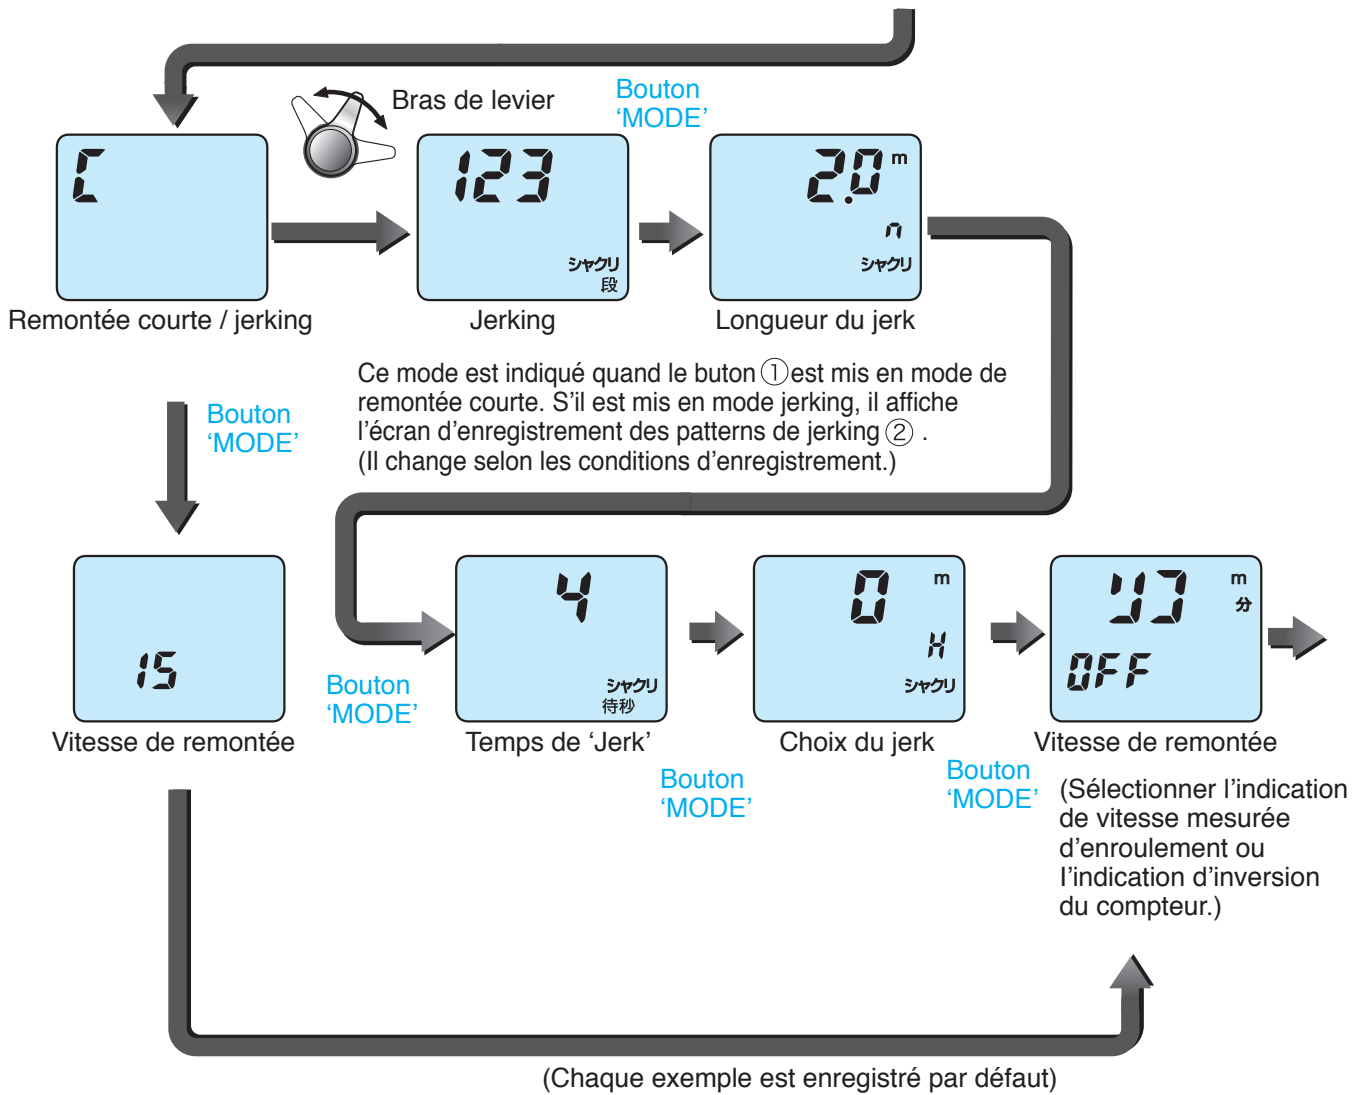 Bras de levier
Bouton
‘MODE’
C
123
シャクリ
段
2.0 m
n
シャクリ
Remontée courte / jerking
Jerking
Longueur du jerk
Ce mode est indiqué quand le buton ① est mis en mode de
remontée courte. S'il est mis en mode jerking, il affiche
l'écran d'enregistrement des patterns de jerking ② .
(Il change selon les conditions d'enregistrement.)
Bouton
‘MODE’
15
Vitesse de remontée
Bouton
‘MODE’
4
シャクリ
待秒
Temps de ‘Jerk’
Bouton
‘MODE’
0 m
H
シャクリ
Choix du jerk
Bouton
‘MODE’
リコ m
分
OFF
Vitesse de remontée
(Sélectionner l'indication
de vitesse mesurée
d'enroulement ou
l'indication d'inversion
du compteur.)
(Chaque exemple est enregistré par défaut)